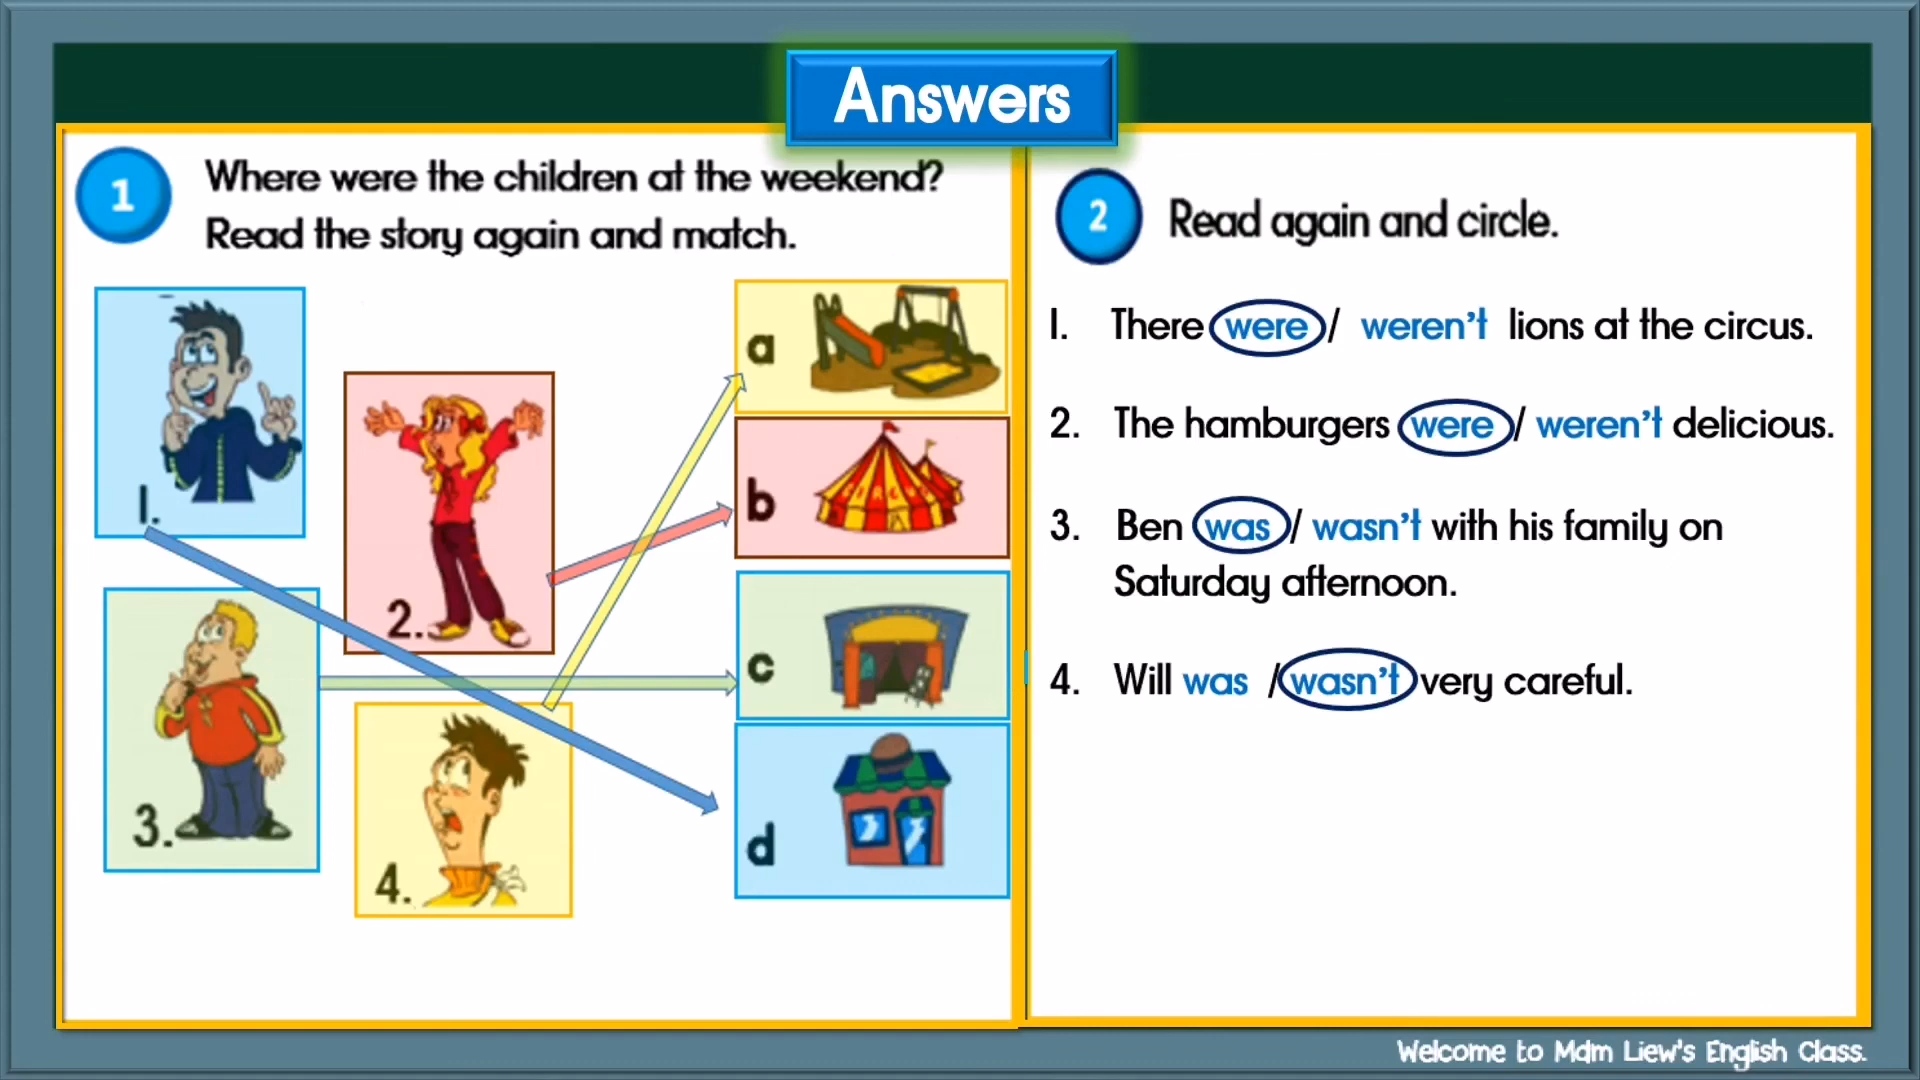 Answers
1
Where were the children at the weekend?
Read the story again and match.
1.
2.
3.
4.
a
b
CIRCUS
c
d
2
Read again and circle.
1. There were / weren't lions at the circus.
2. The hamburgers were / weren't delicious.
3. Ben was / wasn't with his family on
Saturday afternoon.
4. Will was / wasn't very careful.
Welcome to Mdm Liew's English Class.